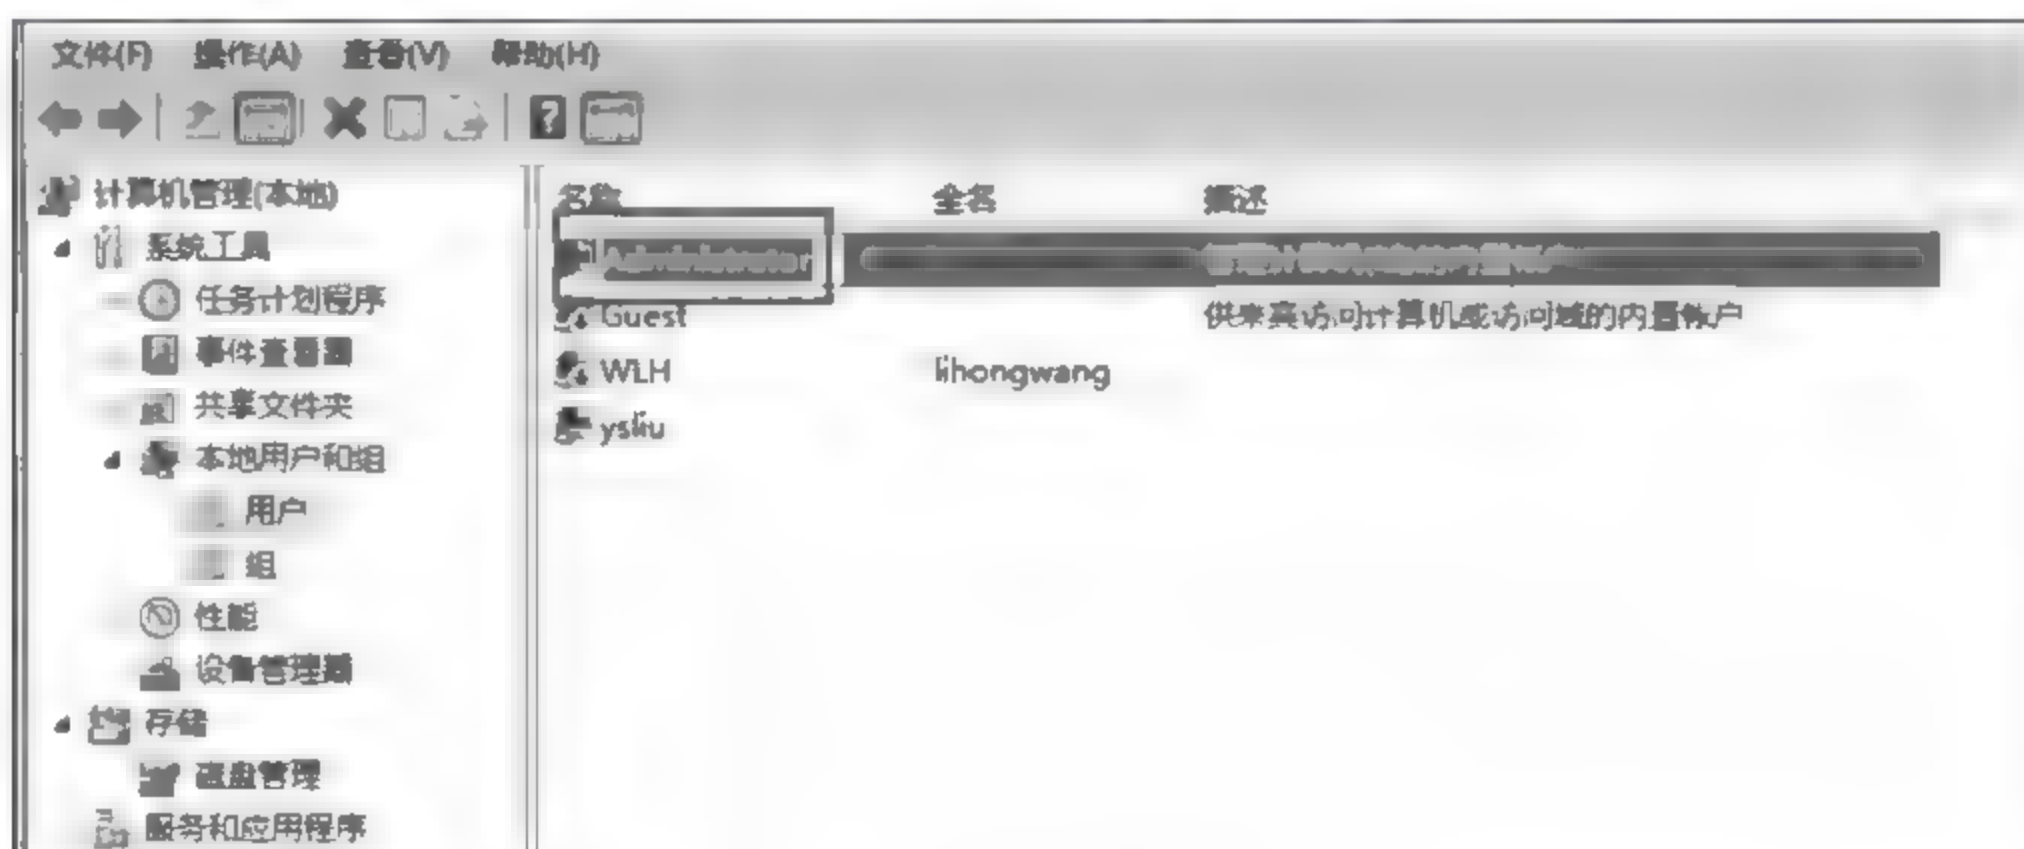 文件(F) 操作(A) 查看(V) 帮助(H)
计算机管理(本地)
系统工具
任务计划程序
事件查看器
共享文件夹
本地用户和组
用户
组
性能
设备管理器
存储
磁盘管理
服务和应用程序
名称 全名 描述
Administrator
Guest 供来宾访问计算机或访问域的内置帐户
WLH lihongwang
ysliu